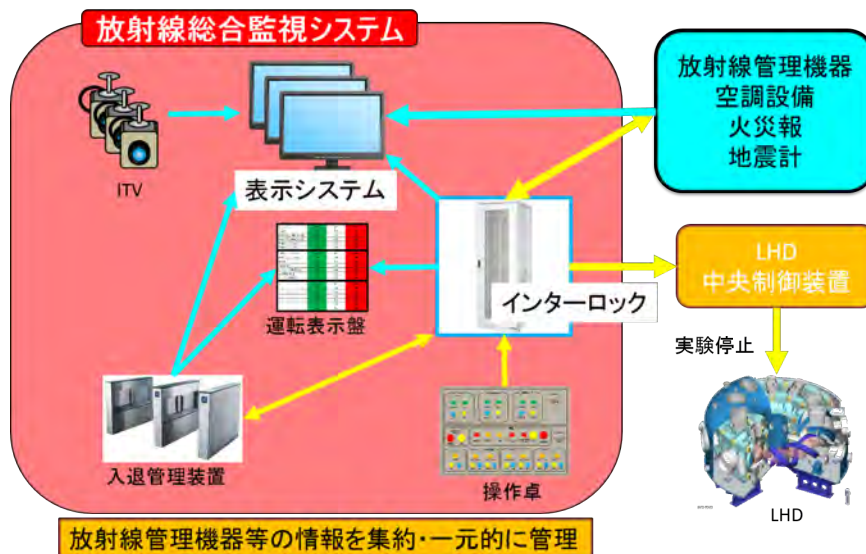 放射線総合監視システム
ITV
表示システム
放射線管理機器
空調設備
火災報
地震計
運転表示盤
インターロック
LHD
中央制御装置
実験停止
入退管理装置
操作卓
LHD
放射線管理機器等の情報を集約・一元的に管理